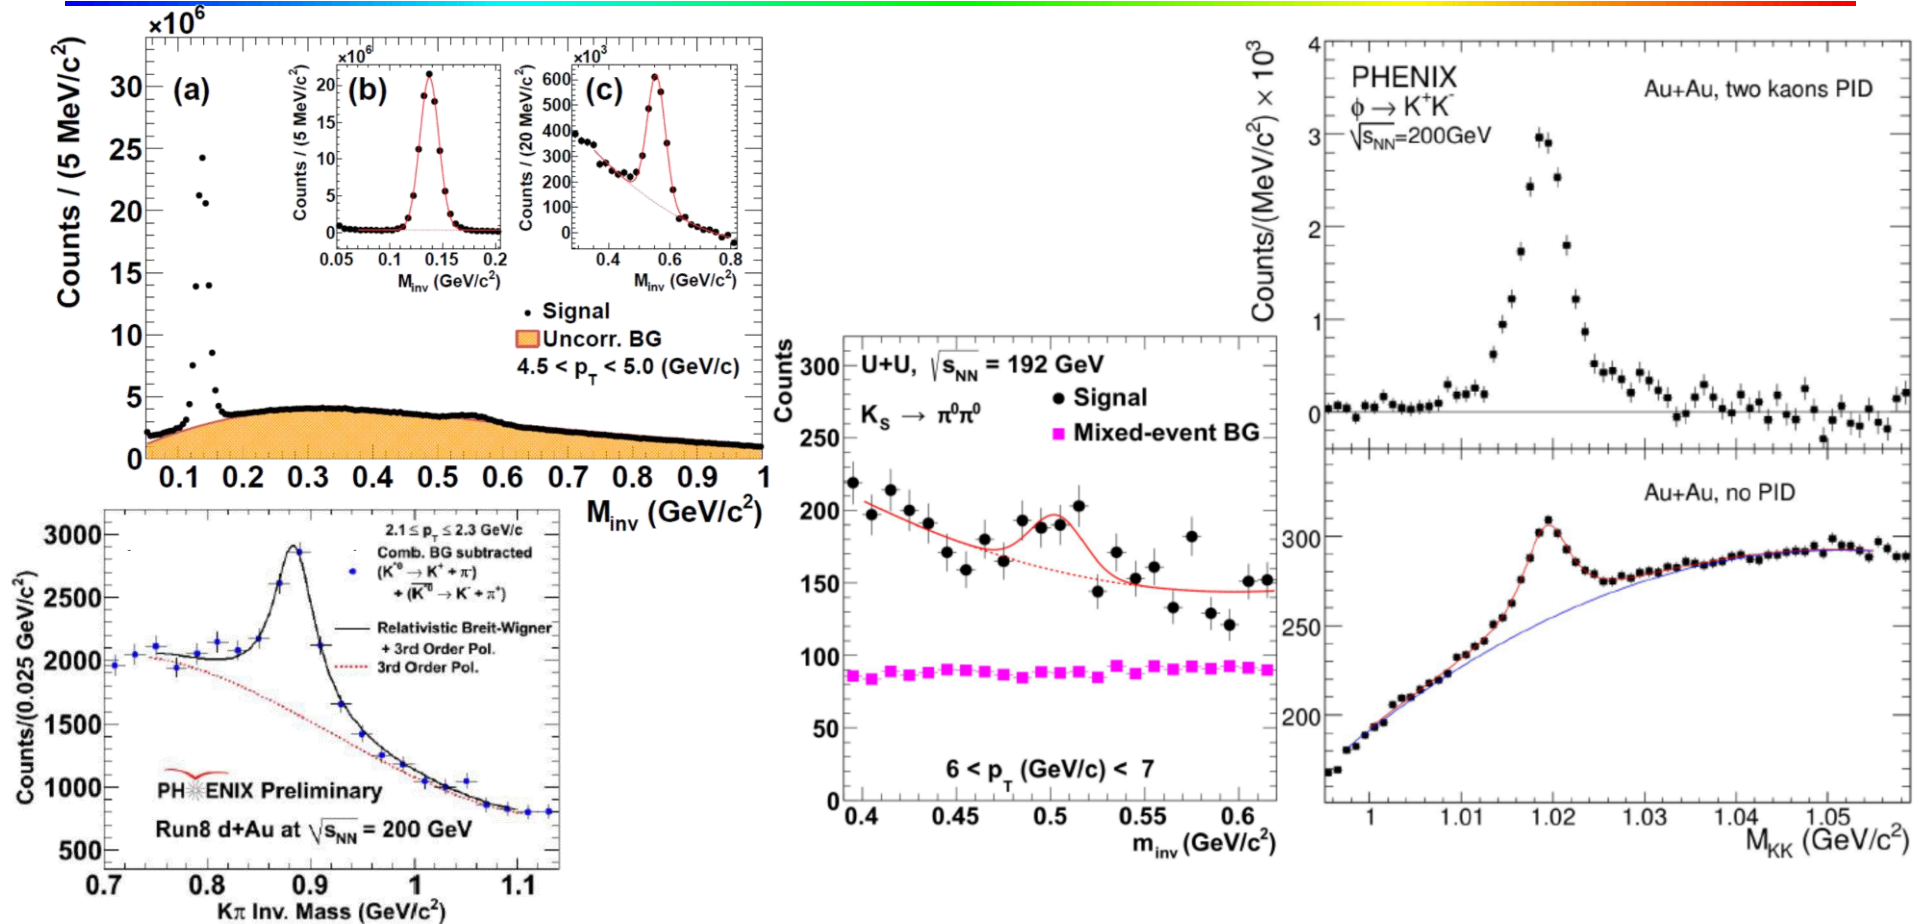 ×10⁶
Counts / (5 MeV/c²)
30
25
20
15
10
5
0
(a)
×10⁶
Counts / (5 MeV/c²)
20
15
10
5
0
(b)
0.05 0.1 0.15 0.2
M_inv (GeV/c²)
×10³
Counts / (20 MeV/c²)
600
500
400
300
200
100
0
(c)
0.4 0.6 0.8
M_inv (GeV/c²)
Signal
Uncorr. BG
4.5 < p_T < 5.0 (GeV/c)
0.1 0.2 0.3 0.4 0.5 0.6 0.7 0.8 0.9 1
M_inv (GeV/c²)
Counts/(0.025 GeV/c²)
3000
2500
2000
1500
1000
500
2.1 ≤ p_T ≤ 2.3 GeV/c
Comb. BG subtracted
(K*⁰ → K⁺ + π⁻)
+ (K̅*⁰ → K⁻ + π⁺)
Relativistic Breit-Wigner
+ 3rd Order Pol.
3rd Order Pol.
PHENIX Preliminary
Run8 d+Au at √s_NN = 200 GeV
0.7 0.8 0.9 1 1.1
Kπ Inv. Mass (GeV/c²)
Counts
300
250
200
150
100
50
0
U+U, √s_NN = 192 GeV
K_S → π⁰π⁰
Signal
Mixed-event BG
6 < p_T (GeV/c) < 7
0.4 0.45 0.5 0.55 0.6
m_inv (GeV/c²)
Counts/(MeV/c²) × 10³
4
3
2
1
0
PHENIX
ϕ → K⁺K⁻
√s_NN=200GeV
Au+Au, two kaons PID
Au+Au, no PID
300
250
200
1 1.01 1.02 1.03 1.04 1.05
M_KK (GeV/c²)